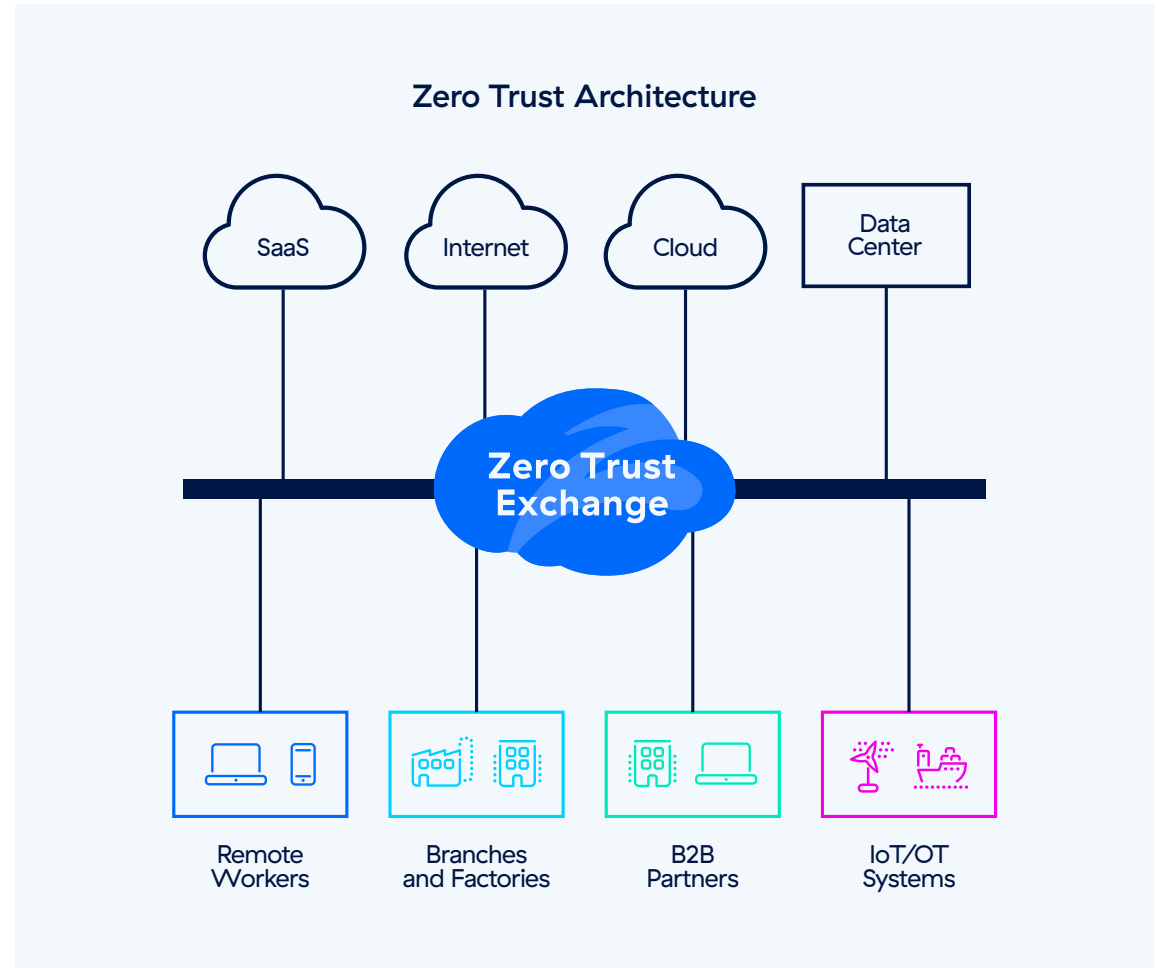 Zero Trust Architecture
SaaS
Internet
Cloud
Data
Center
Zero Trust
Exchange
Remote
Workers
Branches
and Factories
B2B
Partners
IoT/OT
Systems